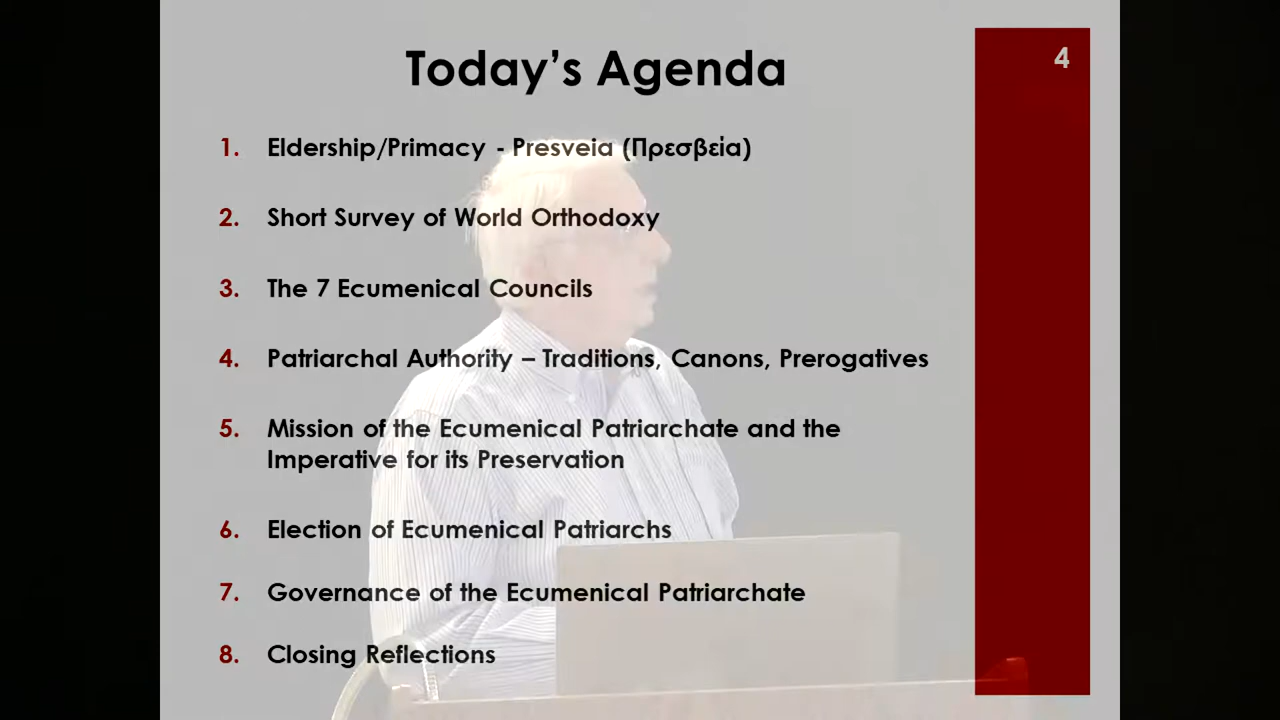 Today’s Agenda
4
1. Eldership/Primacy - Presveia (Πρεσβεία)
2. Short Survey of World Orthodoxy
3. The 7 Ecumenical Councils
4. Patriarchal Authority – Traditions, Canons, Prerogatives
5. Mission of the Ecumenical Patriarchate and the
Imperative for its Preservation
6. Election of Ecumenical Patriarchs
7. Governance of the Ecumenical Patriarchate
8. Closing Reflections